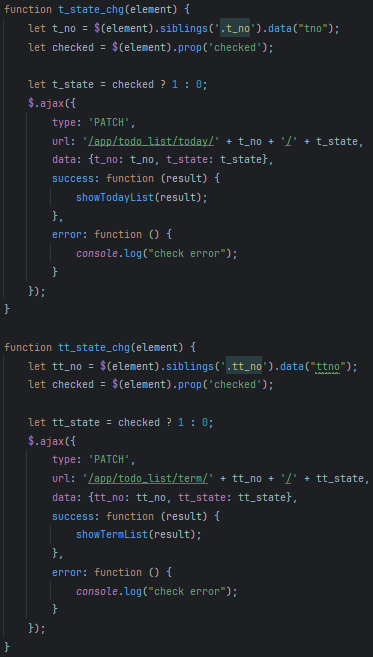 function t_state_chg(element) {
    let t_no = $(element).siblings('.t_no').data("tno");
    let checked = $(element).prop('checked');

    let t_state = checked ? 1 : 0;
    $.ajax({
        type: 'PATCH',
        url: '/app/todo_list/today/' + t_no + '/' + t_state,
        data: {t_no: t_no, t_state: t_state},
        success: function (result) {
            showTodayList(result);
        },
        error: function () {
            console.log("check error");
        }
    });
}

function tt_state_chg(element) {
    let tt_no = $(element).siblings('.tt_no').data("ttno");
    let checked = $(element).prop('checked');

    let tt_state = checked ? 1 : 0;
    $.ajax({
        type: 'PATCH',
        url: '/app/todo_list/term/' + tt_no + '/' + tt_state,
        data: {tt_no: tt_no, tt_state: tt_state},
        success: function (result) {
            showTermList(result);
        },
        error: function () {
            console.log("check error");
        }
    });
}